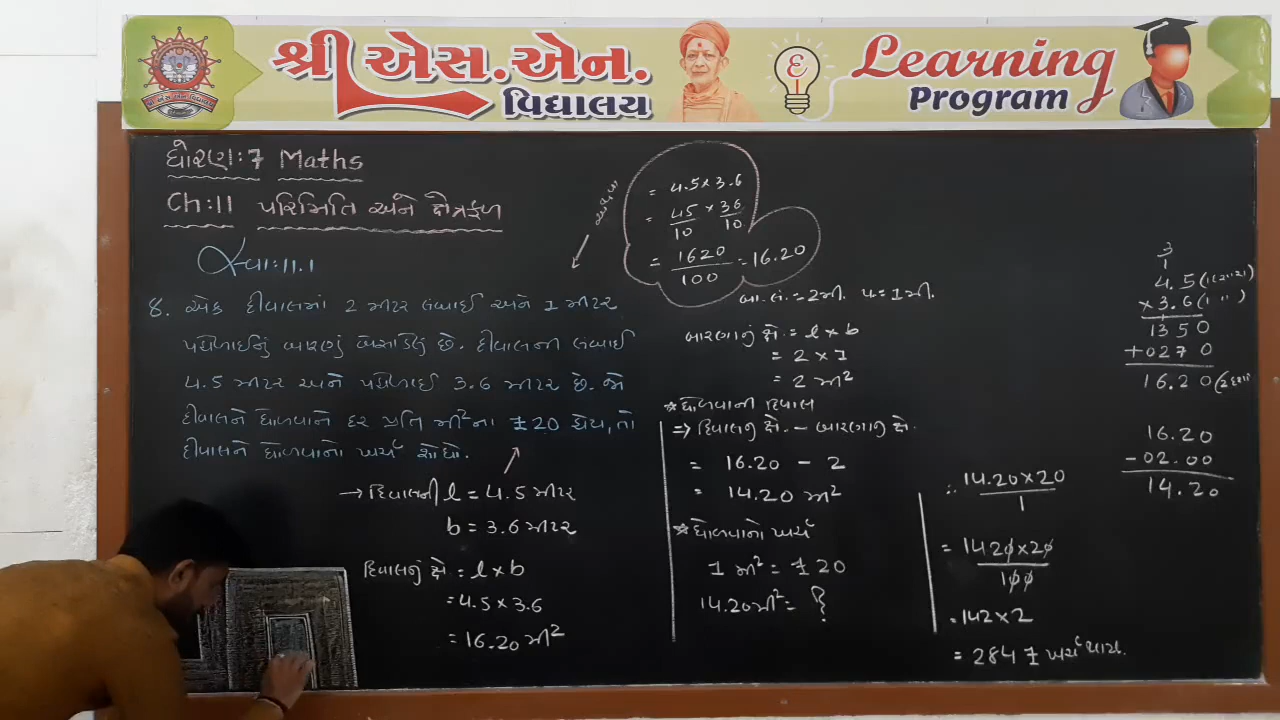 શ્રી એસ.એન.
વિદ્યાલય
Learning
Program
ધોરણ:7 Maths
Ch:11 પરિમિતિ અને ક્ષેત્રફળ
સ્વા:11.1
8. એક દીવાલમાં 2 મીટર લંબાઈ અને 1 મીટર
પહોળાઈનું બારણું બેસાડેલું છે. દીવાલની લંબાઈ
4.5 મીટર અને પહોળાઈ 3.6 મીટર છે. જો
દીવાલને ધોળવાને દર પ્રતિ મી²ના ₹ 20 હોય, તો
દીવાલને ધોળવાનો ખર્ચ શોધો.
→ દિવાલની l = 4.5 મીટર
b = 3.6 મીટર
દિવાલનું ક્ષે. = l × b
= 4.5 × 3.6
= 16.20 મી²
= 4.5 × 3.6
= 45/10 × 36/10
= 1620/100 = 16.20
બા. લં. = 2મી. પ = 1મી.
બારણાનું ક્ષે. = l × b
= 2 × 1
= 2 મી²
* ધોળવાની દિવાલ
⇒ દિવાલનું ક્ષે. - બારણાનું ક્ષે.
= 16.20 - 2
= 14.20 મી²
* ધોળવાનો ખર્ચ
1 મી² = ₹ 20
14.20મી² = ?
∴ 14.20 × 20 / 1
= 1420 × 20 / 100
= 142 × 2
= 284 ₹ ખર્ચ થાય.
3
1
4.5
× 3.6
1350
+ 0270
16.20
16.20
- 02.00
14.20